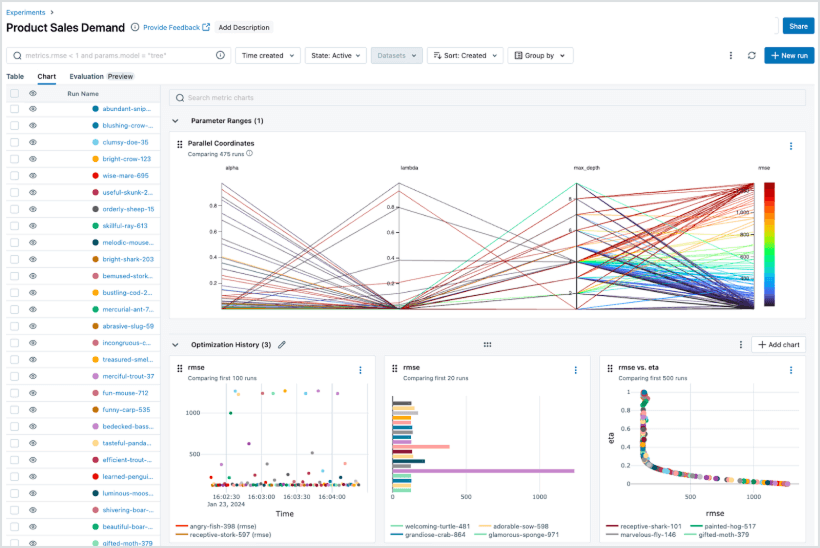 Experiments >
Product Sales Demand
Provide Feedback
Add Description
Share
metrics.rmse < 1 and params.model = "tree"
Time created
State: Active
Datasets
Sort: Created
Group by
+ New run
Table
Chart
Evaluation Preview
Run Name
abundant-snip...
blushing-crow-...
clumsy-doe-35
bright-crow-123
wise-mare-695
useful-skunk-2...
orderly-sheep-15
skillful-ray-613
melodic-mouse...
bright-shark-203
bemused-stork...
bustling-cod-2...
mercurial-ant-7...
abrasive-slug-59
incongruous-c...
treasured-smel...
merciful-trout-37
fun-mouse-712
funny-carp-535
bedecked-bass...
tasteful-panda...
efficient-trout-...
learned-pengui...
luminous-moos...
shivering-boar-...
beautiful-boar-...
gifted-moth-379
Search metric charts
Parameter Ranges (1)
Parallel Coordinates
Comparing 475 runs
alpha
lambda
max_depth
rmse
0.8
0.6
0.4
0.2
0.8
0.6
0.4
0.2
8
6
4
2
1,000
800
600
400
Optimization History (3)
+ Add chart
rmse
Comparing first 100 runs
1000
500
16:02:30
16:03:00
16:03:30
16:04:00
Jan 23, 2024
Time
angry-fish-398 (rmse)
receptive-stork-597 (rmse)
rmse
Comparing first 20 runs
0
500
1000
welcoming-turtle-481
adorable-sow-598
grandiose-crab-864
glamorous-sponge-971
rmse vs. eta
Comparing first 500 runs
1
0.8
0.6
0.4
0.2
0
eta
500
1000
rmse
receptive-shark-101
painted-hog-517
marvelous-fly-146
gifted-moth-379